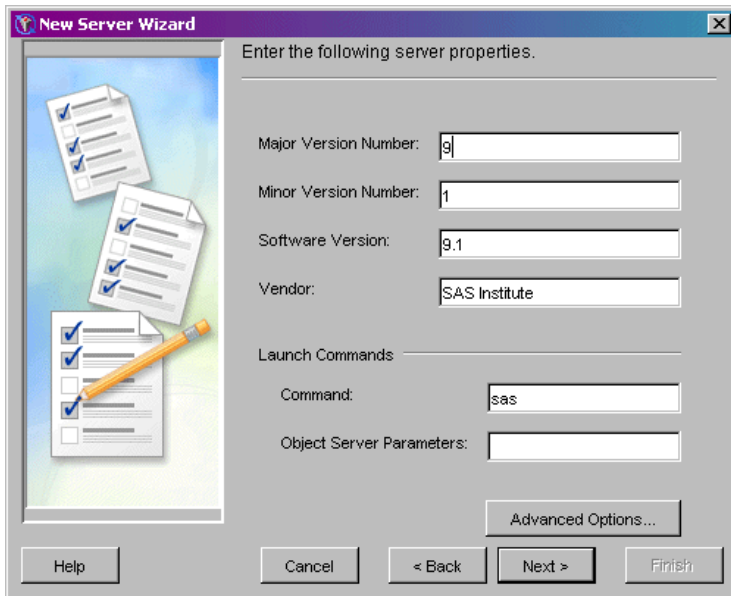 New Server Wizard
Enter the following server properties.
Major Version Number: 9
Minor Version Number: 1
Software Version: 9.1
Vendor: SAS Institute
Launch Commands
Command: sas
Object Server Parameters:
Advanced Options...
Help Cancel < Back Next > Finish